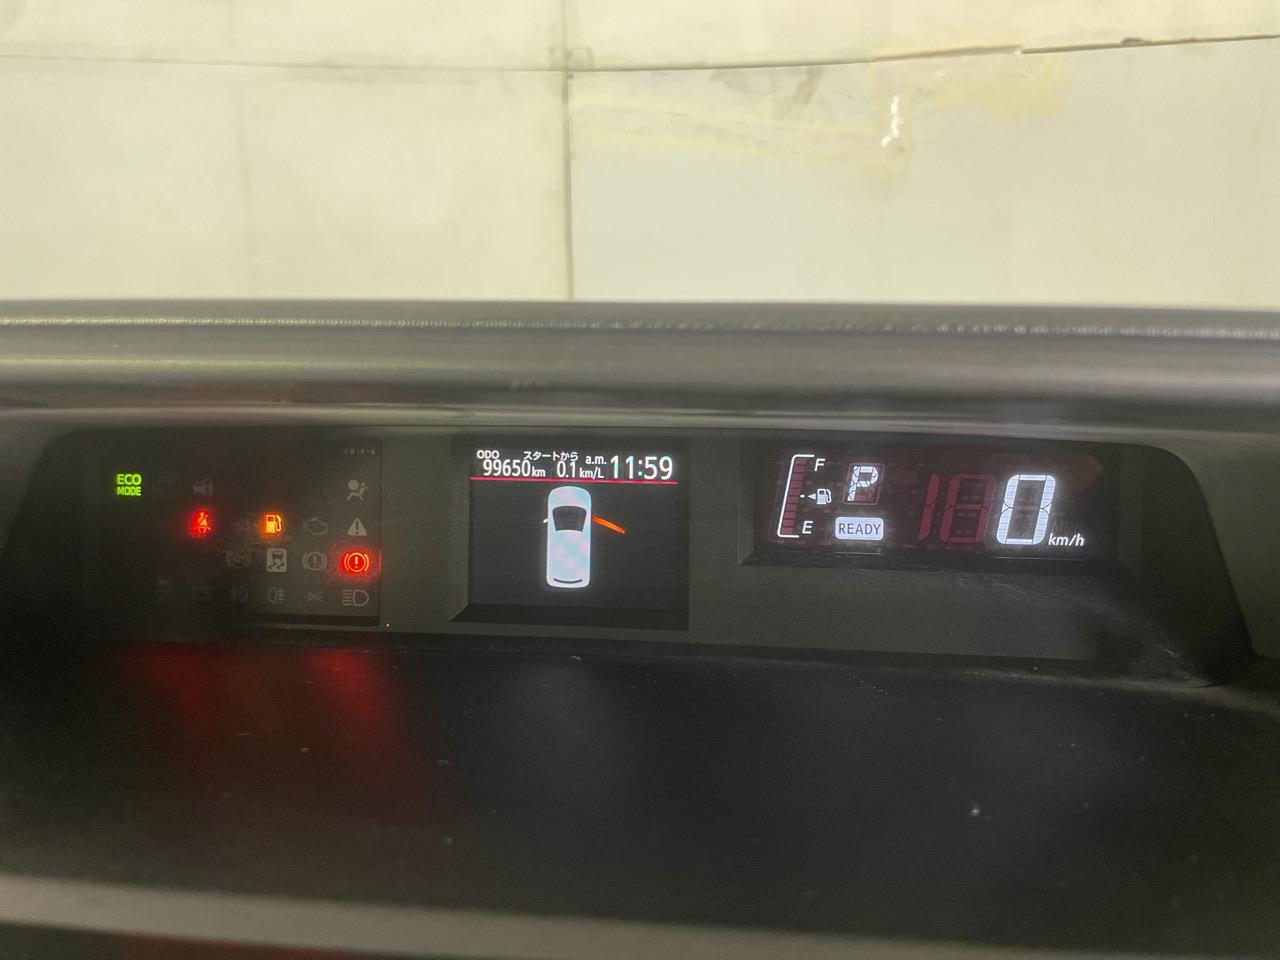 ECO
MODE
ODO スタートから a.m.
99650km 0.1km/L 11:59
F
P
E
READY
0 km/h